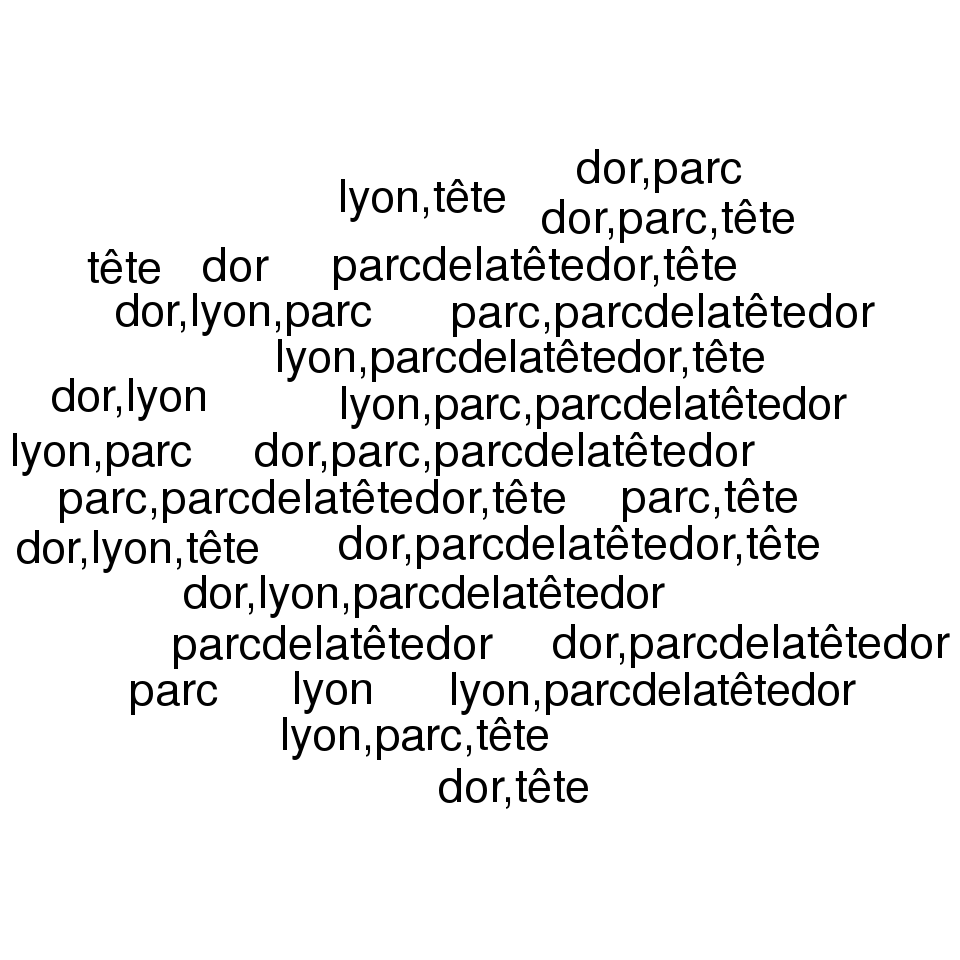 dor,parc
lyon,tête
dor,parc,tête
tête dor parcdelatêtedor,tête
dor,lyon,parc parc,parcdelatêtedor
lyon,parcdelatêtedor,tête
dor,lyon lyon,parc,parcdelatêtedor
lyon,parc dor,parc,parcdelatêtedor
parc,parcdelatêtedor,tête parc,tête
dor,lyon,tête dor,parcdelatêtedor,tête
dor,lyon,parcdelatêtedor
parcdelatêtedor dor,parcdelatêtedor
parc lyon lyon,parcdelatêtedor
lyon,parc,tête
dor,tête